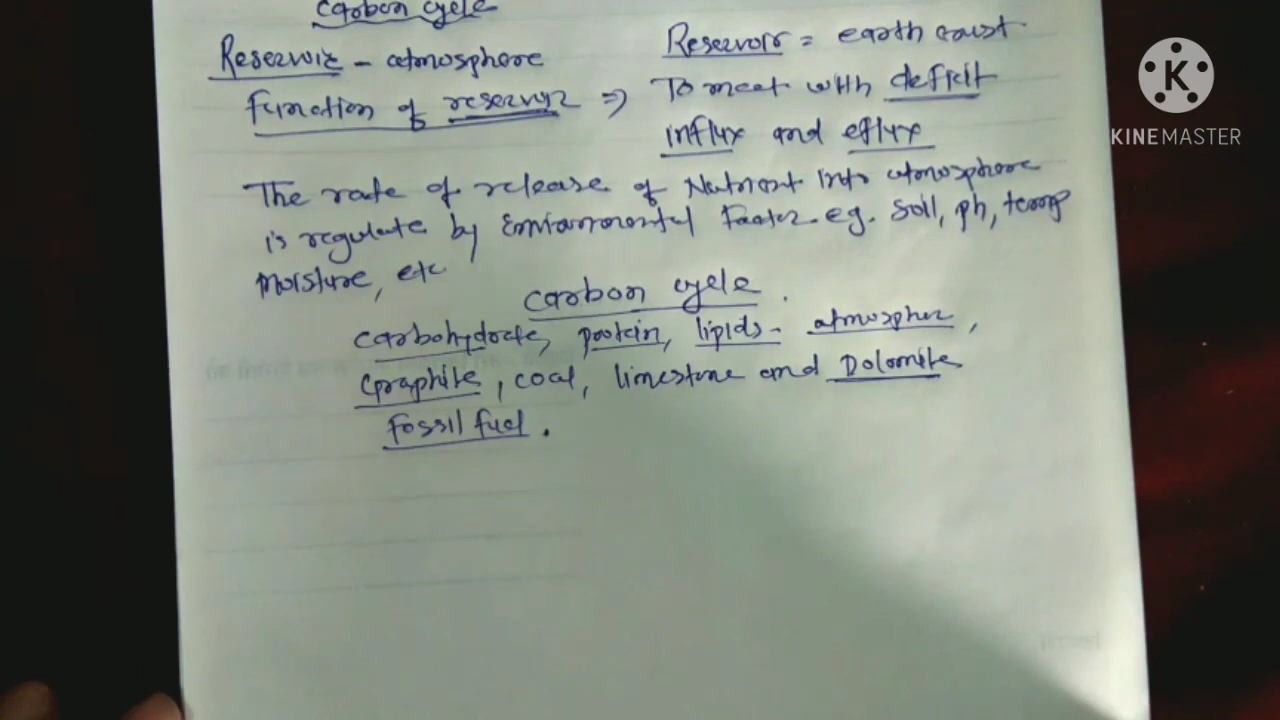 carbon cycle
Reservoir - atmosphere
Reservoir = earth crust
function of reservoir ⇒ To meet with deficit
influx and eflux
The rate of release of Nutrient into atmosphere
is regulate by Environmental Factor. eg. soil, ph, temp
Moisture, etc
carbon cycle.
carbohydrate, protein, lipids - atmospher,
Graphite, coal, limestone and Dolomite
Fossil fuel.
K
KINEMASTER